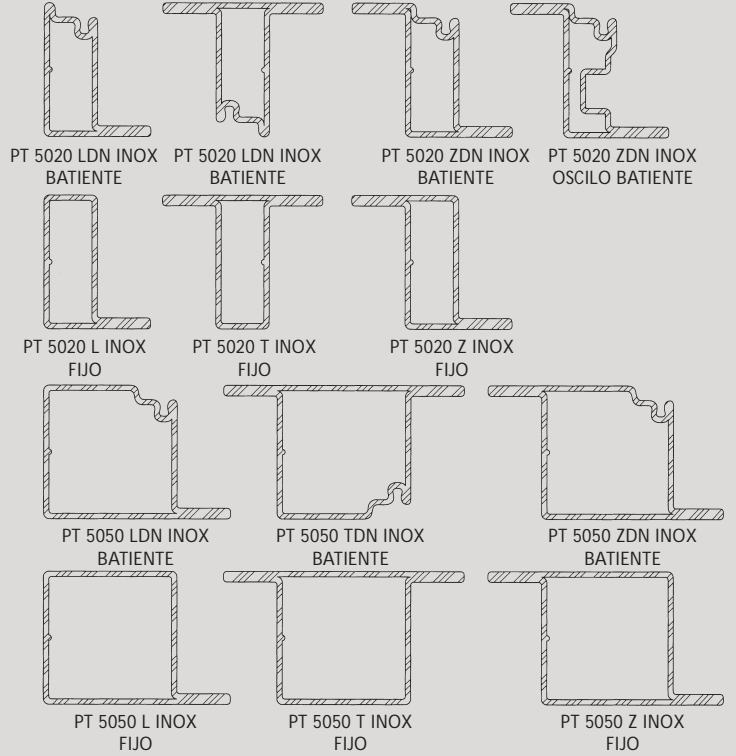 PT 5020 LDN INOX
BATIENTE
PT 5020 LDN INOX
BATIENTE
PT 5020 ZDN INOX
BATIENTE
PT 5020 ZDN INOX
OSCILO BATIENTE
PT 5020 L INOX
FIJO
PT 5020 T INOX
FIJO
PT 5020 Z INOX
FIJO
PT 5050 LDN INOX
BATIENTE
PT 5050 TDN INOX
BATIENTE
PT 5050 ZDN INOX
BATIENTE
PT 5050 L INOX
FIJO
PT 5050 T INOX
FIJO
PT 5050 Z INOX
FIJO